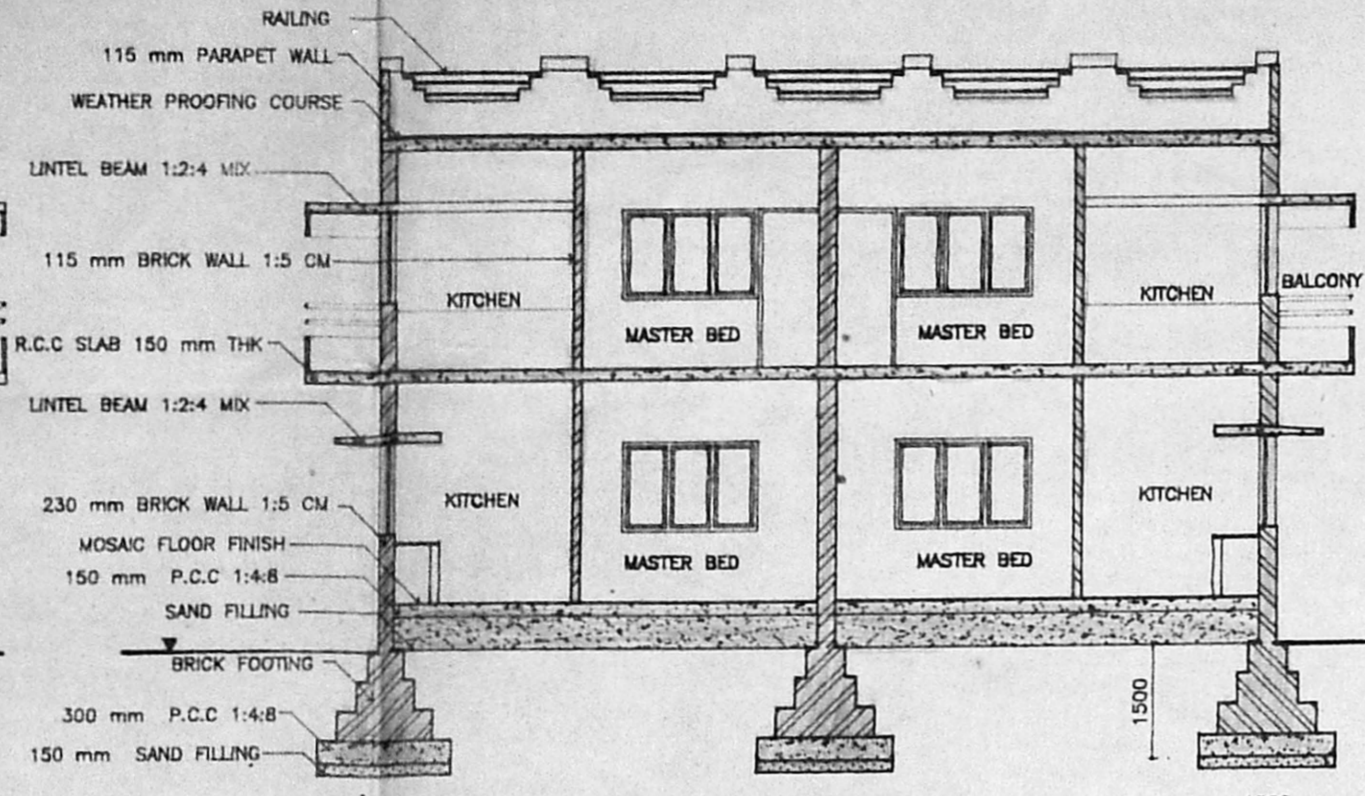 RAILING
115 mm PARAPET WALL
WEATHER PROOFING COURSE
LINTEL BEAM 1:2:4 MIX
115 mm BRICK WALL 1:5 CM
KITCHEN
MASTER BED
MASTER BED
KITCHEN
BALCONY
R.C.C SLAB 150 mm THK
LINTEL BEAM 1:2:4 MIX
230 mm BRICK WALL 1:5 CM
KITCHEN
MASTER BED
MASTER BED
KITCHEN
MOSAIC FLOOR FINISH
150 mm P.C.C 1:4:8
SAND FILLING
BRICK FOOTING
300 mm P.C.C 1:4:8
150 mm SAND FILLING
1500